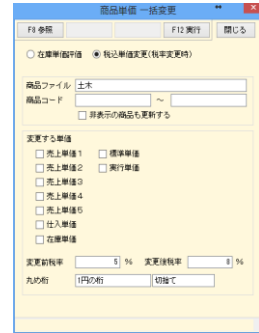 商品単価 一括変更
F8 参照 F12 実行 閉じる
在庫単価評価 税込単価変更(税率変更時)
商品ファイル 土木
商品コード ～
非表示の商品も更新する
変更する単価
売上単価1 標準単価
売上単価2 実行単価
売上単価3
売上単価4
売上単価5
仕入単価
在庫単価
変更前税率 5 % 変更後税率 8 %
丸め桁 1円の桁 切捨て